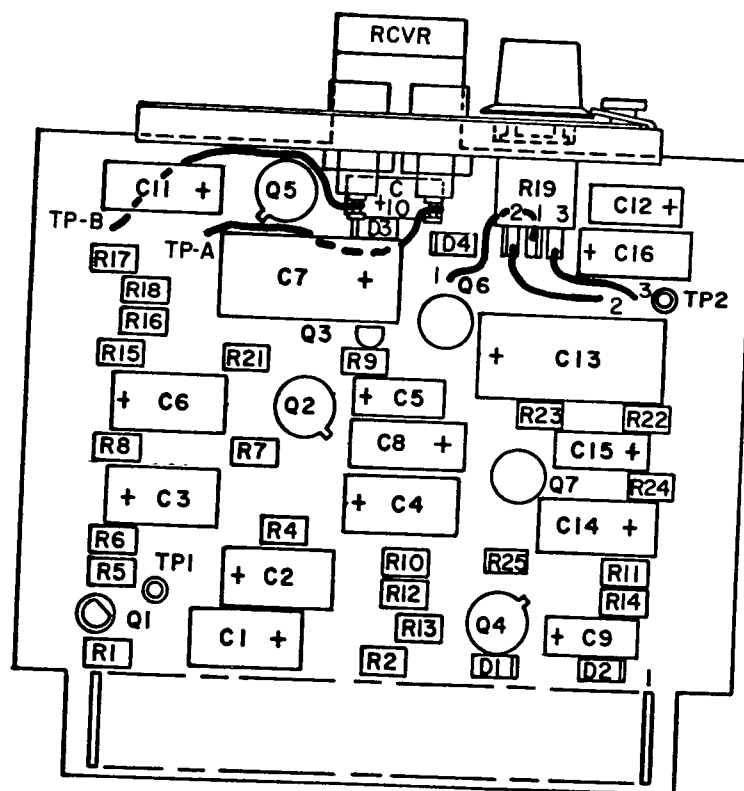 RCVR
C11 +
Q5
C
+10
D3
R19
2 1 3
C12 +
TP-B
TP-A
D4
+ C16
R17
C7 +
1
Q6
2
3
TP2
R18
R16
Q3
R15
R21
R9
+ C13
+ C6
Q2
+ C5
R23
R22
R8
R7
C8 +
C15 +
+ C3
+ C4
Q7
R24
R6
R4
C14 +
R5
TP1
+ C2
R10
R25
R11
R12
R14
Q1
C1 +
R13
Q4
+ C9
R1
R2
D1
D2